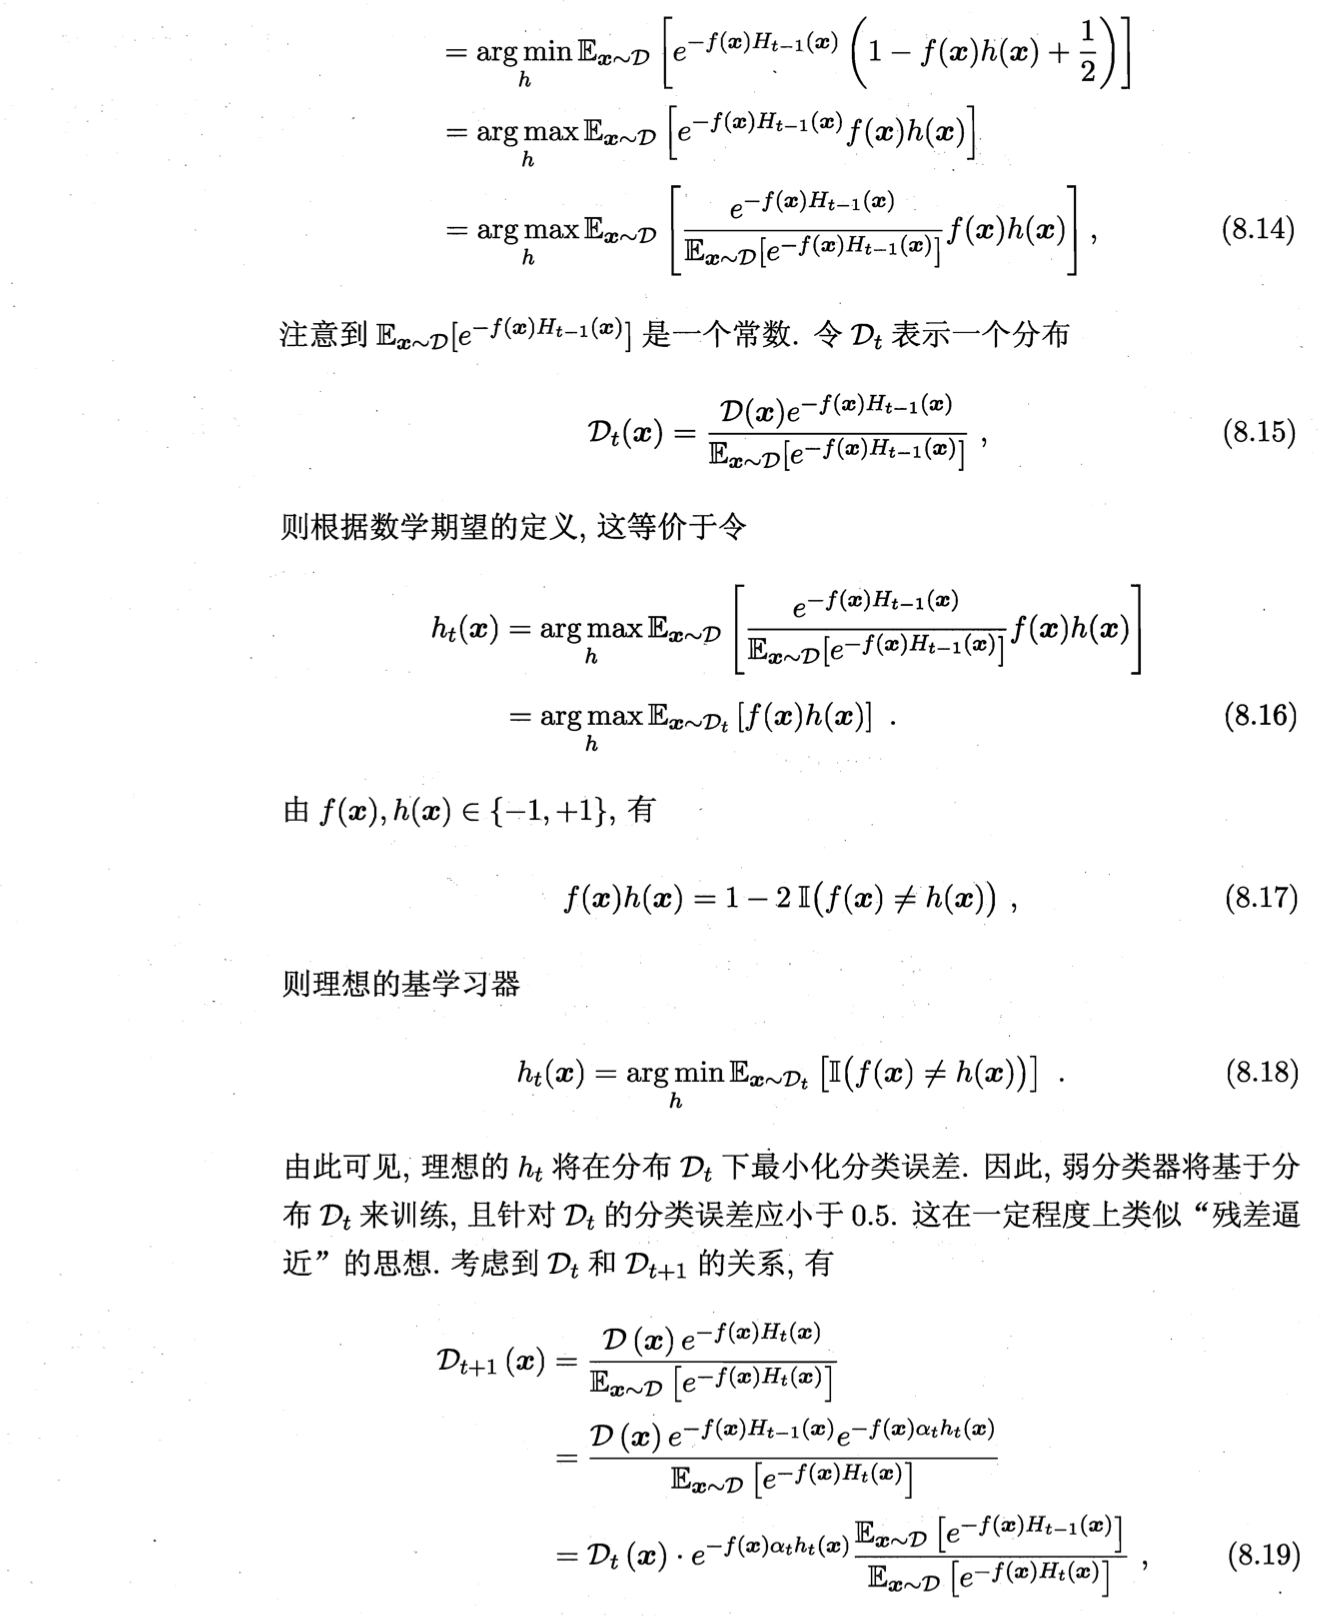 $= \arg\min_{h} \mathbb{E}_{\boldsymbol{x}\sim\mathcal{D}} \left[ e^{-f(\boldsymbol{x})H_{t-1}(\boldsymbol{x})} \left( 1 - f(\boldsymbol{x})h(\boldsymbol{x}) + \frac{1}{2} \right) \right]$
$= \arg\max_{h} \mathbb{E}_{\boldsymbol{x}\sim\mathcal{D}} \left[ e^{-f(\boldsymbol{x})H_{t-1}(\boldsymbol{x})} f(\boldsymbol{x})h(\boldsymbol{x}) \right]$
$= \arg\max_{h} \mathbb{E}_{\boldsymbol{x}\sim\mathcal{D}} \left[ \frac{e^{-f(\boldsymbol{x})H_{t-1}(\boldsymbol{x})}}{\mathbb{E}_{\boldsymbol{x}\sim\mathcal{D}}[e^{-f(\boldsymbol{x})H_{t-1}(\boldsymbol{x})}]} f(\boldsymbol{x})h(\boldsymbol{x}) \right] ,$ (8.14)
注意到 $\mathbb{E}_{\boldsymbol{x}\sim\mathcal{D}}[e^{-f(\boldsymbol{x})H_{t-1}(\boldsymbol{x})}]$ 是一个常数. 令 $\mathcal{D}_t$ 表示一个分布
$\mathcal{D}_t(\boldsymbol{x}) = \frac{\mathcal{D}(\boldsymbol{x})e^{-f(\boldsymbol{x})H_{t-1}(\boldsymbol{x})}}{\mathbb{E}_{\boldsymbol{x}\sim\mathcal{D}}[e^{-f(\boldsymbol{x})H_{t-1}(\boldsymbol{x})}]} ,$ (8.15)
则根据数学期望的定义, 这等价于令
$h_t(\boldsymbol{x}) = \arg\max_{h} \mathbb{E}_{\boldsymbol{x}\sim\mathcal{D}} \left[ \frac{e^{-f(\boldsymbol{x})H_{t-1}(\boldsymbol{x})}}{\mathbb{E}_{\boldsymbol{x}\sim\mathcal{D}}[e^{-f(\boldsymbol{x})H_{t-1}(\boldsymbol{x})}]} f(\boldsymbol{x})h(\boldsymbol{x}) \right]$
$= \arg\max_{h} \mathbb{E}_{\boldsymbol{x}\sim\mathcal{D}_t} [f(\boldsymbol{x})h(\boldsymbol{x})] .$ (8.16)
由 $f(\boldsymbol{x}), h(\boldsymbol{x}) \in \{-1, +1\}$, 有
$f(\boldsymbol{x})h(\boldsymbol{x}) = 1 - 2\,\mathbb{I}\big(f(\boldsymbol{x}) \neq h(\boldsymbol{x})\big) ,$ (8.17)
则理想的基学习器
$h_t(\boldsymbol{x}) = \arg\min_{h} \mathbb{E}_{\boldsymbol{x}\sim\mathcal{D}_t} \left[ \mathbb{I}\big(f(\boldsymbol{x}) \neq h(\boldsymbol{x})\big) \right] .$ (8.18)
由此可见, 理想的 $h_t$ 将在分布 $\mathcal{D}_t$ 下最小化分类误差. 因此, 弱分类器将基于分
布 $\mathcal{D}_t$ 来训练, 且针对 $\mathcal{D}_t$ 的分类误差应小于 0.5. 这在一定程度上类似“残差逼
近”的思想. 考虑到 $\mathcal{D}_t$ 和 $\mathcal{D}_{t+1}$ 的关系, 有
$\mathcal{D}_{t+1}(\boldsymbol{x}) = \frac{\mathcal{D}(\boldsymbol{x})\, e^{-f(\boldsymbol{x})H_t(\boldsymbol{x})}}{\mathbb{E}_{\boldsymbol{x}\sim\mathcal{D}}\left[e^{-f(\boldsymbol{x})H_t(\boldsymbol{x})}\right]}$
$= \frac{\mathcal{D}(\boldsymbol{x})\, e^{-f(\boldsymbol{x})H_{t-1}(\boldsymbol{x})} e^{-f(\boldsymbol{x})\alpha_t h_t(\boldsymbol{x})}}{\mathbb{E}_{\boldsymbol{x}\sim\mathcal{D}}\left[e^{-f(\boldsymbol{x})H_t(\boldsymbol{x})}\right]}$
$= \mathcal{D}_t(\boldsymbol{x}) \cdot e^{-f(\boldsymbol{x})\alpha_t h_t(\boldsymbol{x})} \frac{\mathbb{E}_{\boldsymbol{x}\sim\mathcal{D}}\left[e^{-f(\boldsymbol{x})H_{t-1}(\boldsymbol{x})}\right]}{\mathbb{E}_{\boldsymbol{x}\sim\mathcal{D}}\left[e^{-f(\boldsymbol{x})H_t(\boldsymbol{x})}\right]} ,$ (8.19)